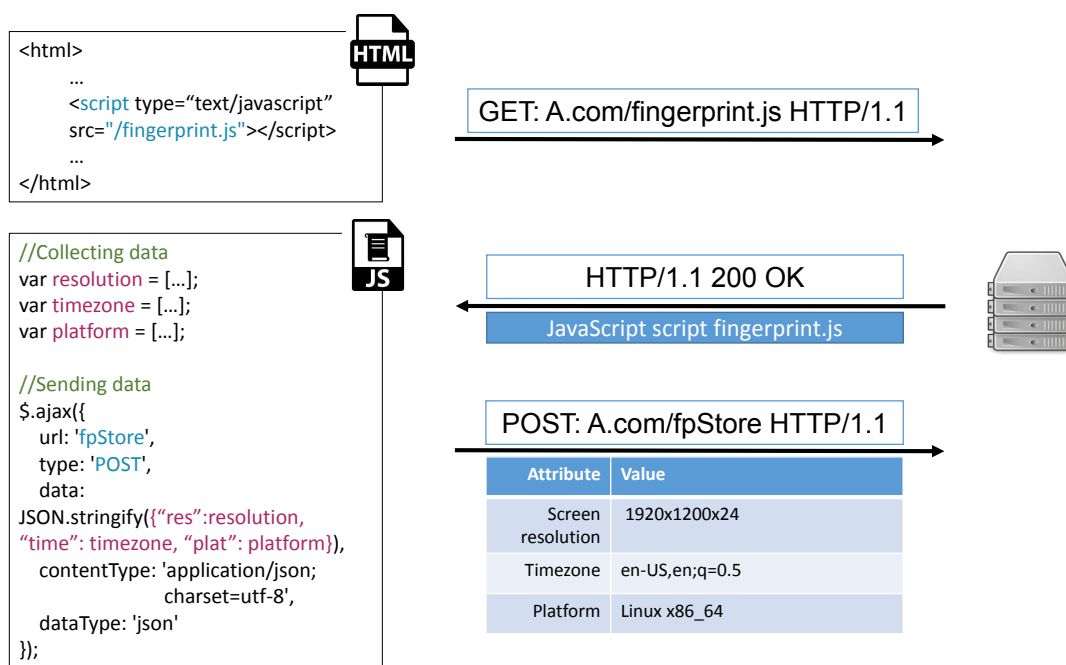 <html>
...
<script type=“text/javascript”
src="/fingerprint.js"></script>
...
</html>
HTML
GET: A.com/fingerprint.js HTTP/1.1
//Collecting data
var resolution = […];
var timezone = […];
var platform = […];
//Sending data
$.ajax({
url: 'fpStore',
type: 'POST',
data:
JSON.stringify({“res”:resolution,
“time”: timezone, “plat”: platform}),
contentType: 'application/json;
charset=utf-8',
dataType: 'json'
});
JS
HTTP/1.1 200 OK
JavaScript script fingerprint.js
POST: A.com/fpStore HTTP/1.1
Attribute Value
Screen 1920x1200x24
resolution
Timezone en-US,en;q=0.5
Platform Linux x86_64